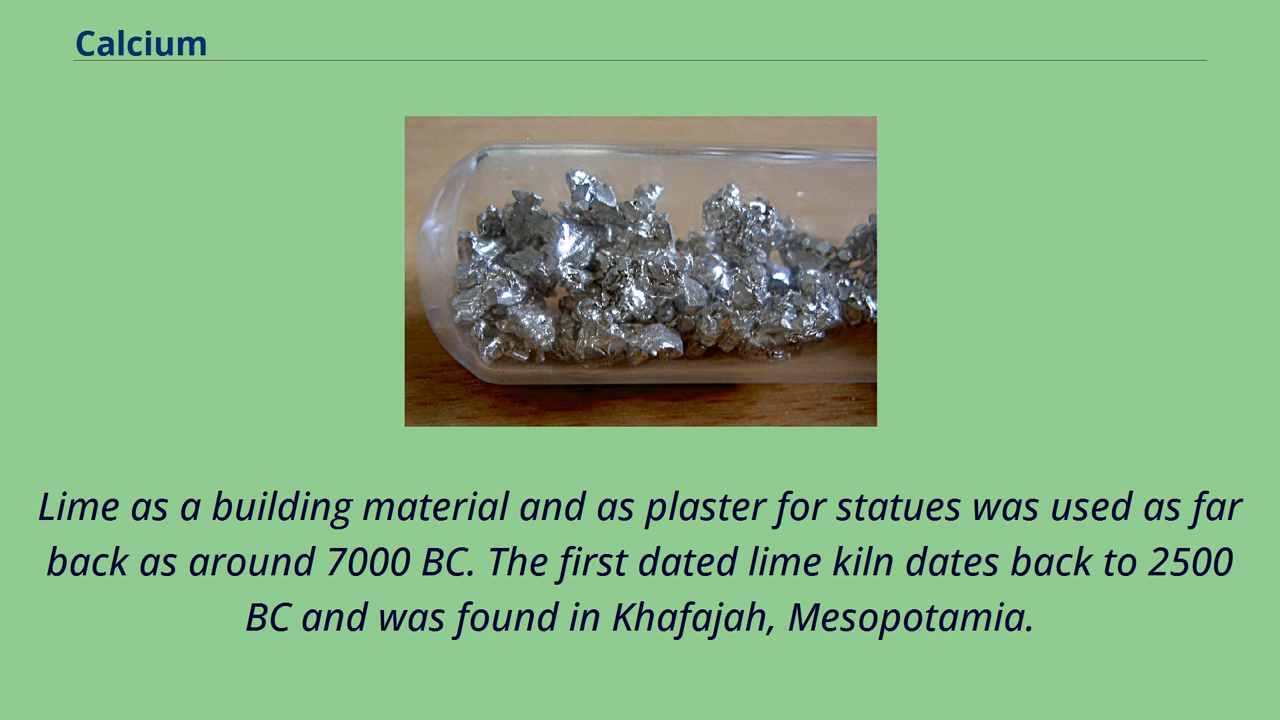 Calcium
Lime as a building material and as plaster for statues was used as far
back as around 7000 BC. The first dated lime kiln dates back to 2500
BC and was found in Khafajah, Mesopotamia.